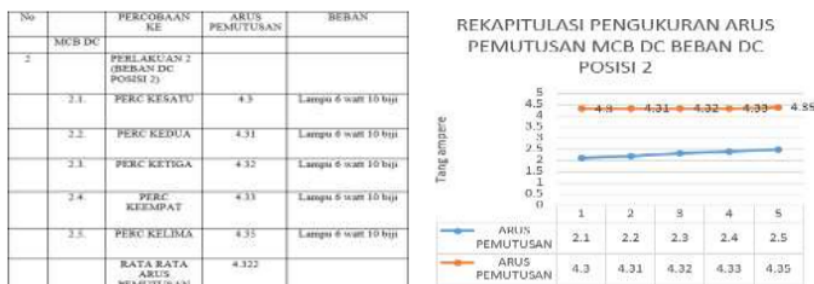 No PERCOBAAN KE ARUS PEMUTUSAN BEBAN
MCB DC
2 PERLAKUAN 2 (BEBAN DC POSISI 2)
2.1. PERC KESATU 4.3 Lampu 6 watt 10 biji
2.2. PERC KEDUA 4.31 Lampu 6 watt 10 biji
2.3. PERC KETIGA 4.32 Lampu 6 watt 10 biji
2.4. PERC KEEMPAT 4.33 Lampu 6 watt 10 biji
2.5. PERC KELIMA 4.35 Lampu 6 watt 10 biji
RATA RATA ARUS PEMUTUSAN 4.322
REKAPITULASI PENGUKURAN ARUS
PEMUTUSAN MCB DC BEBAN DC
POSISI 2
Tang ampere
5
4.5
4
3.5
3
2.5
2
1.5
1
0.5
0
4.3 4.31 4.32 4.33 4.35
1 2 3 4 5
ARUS PEMUTUSAN 2.1 2.2 2.3 2.4 2.5
ARUS PEMUTUSAN 4.3 4.31 4.32 4.33 4.35